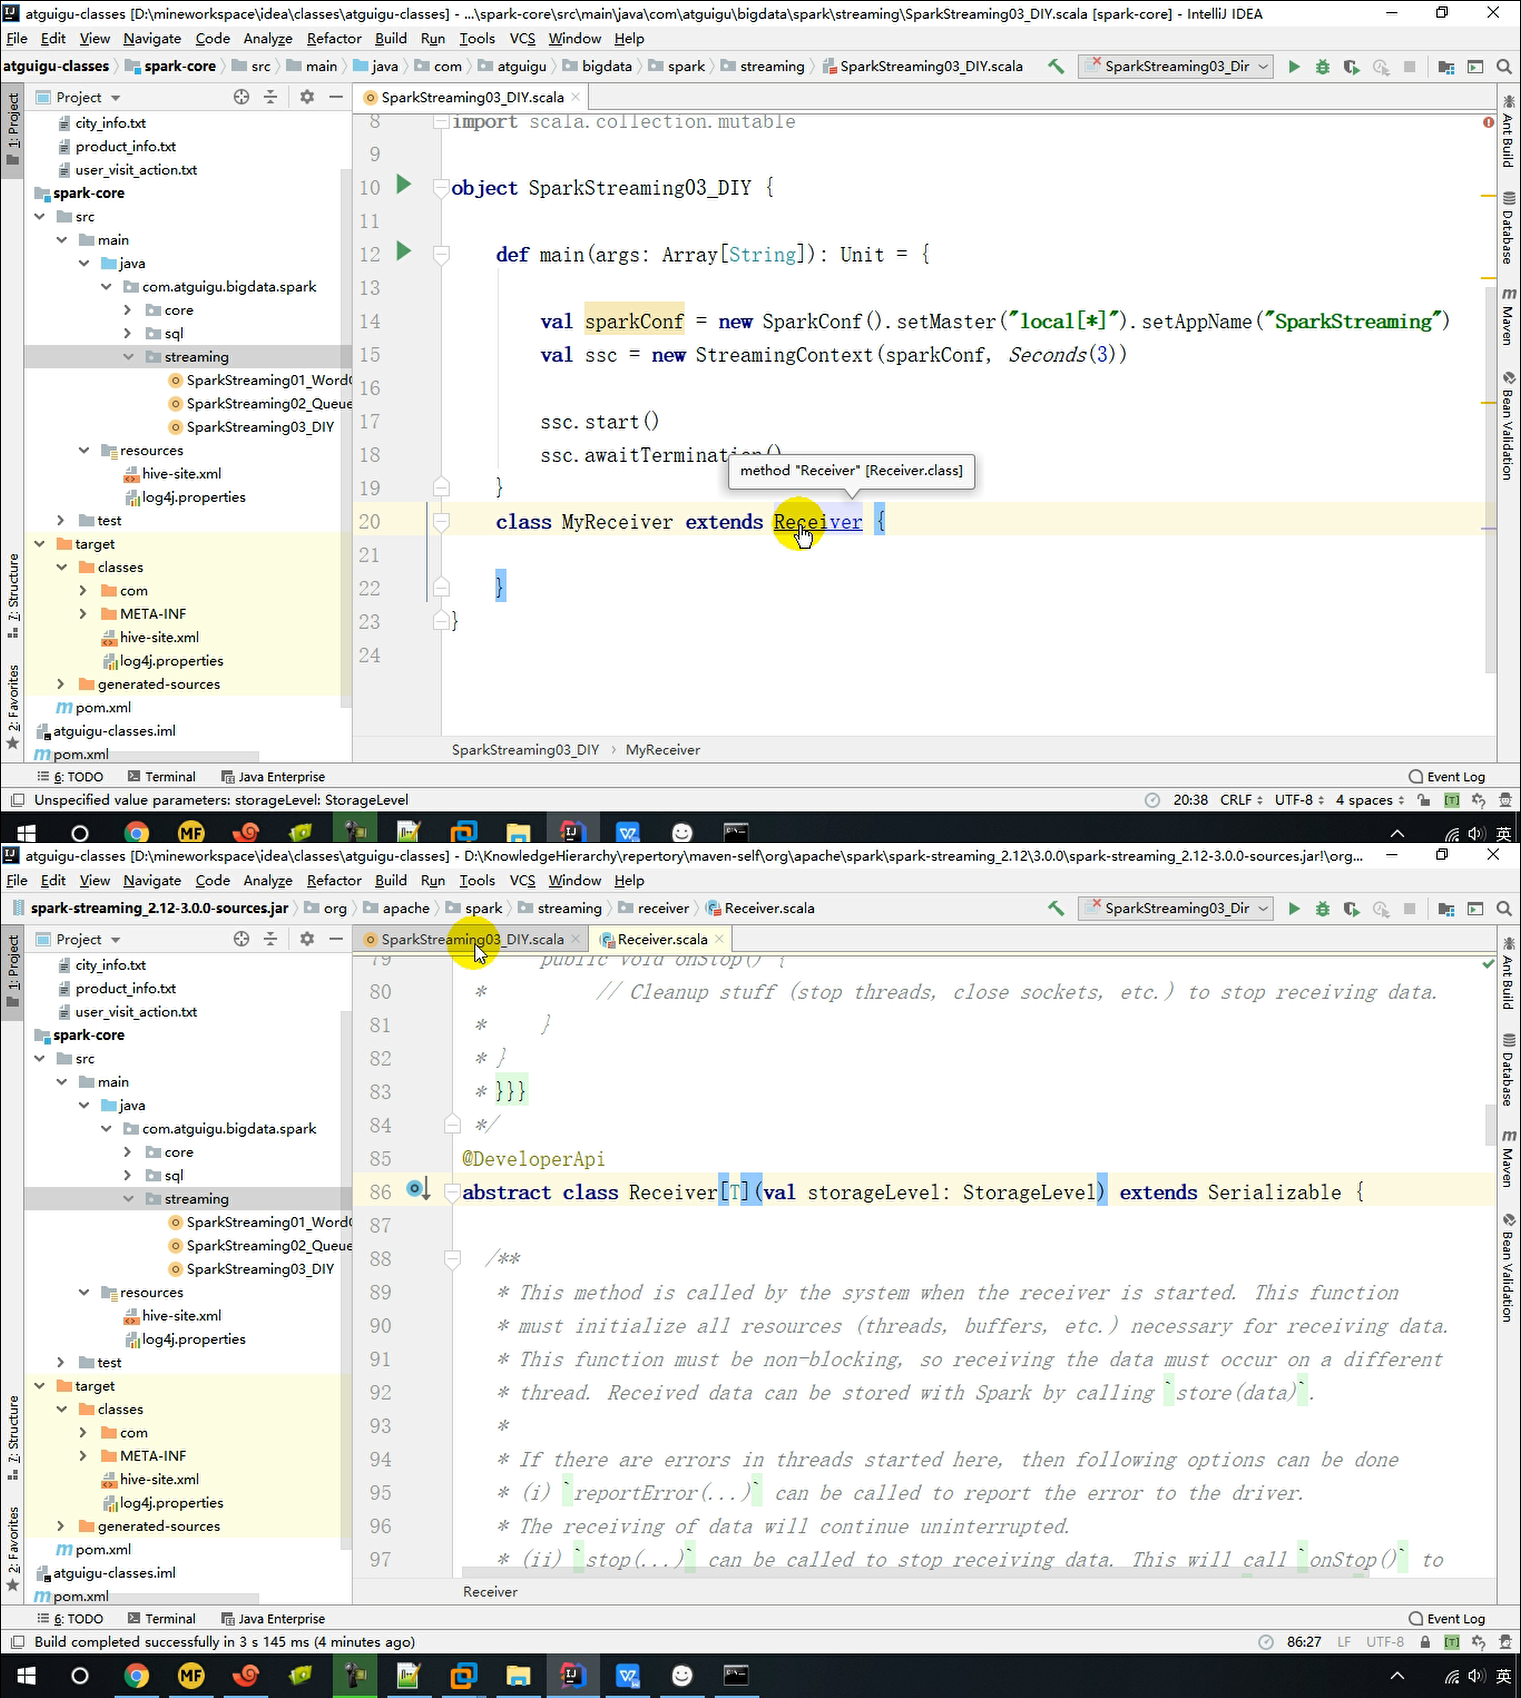 atguigu-classes [D:\mineworkspace\idea\classes\atguigu-classes] - ...\spark-core\src\main\java\com\atguigu\bigdata\spark\streaming\SparkStreaming03_DIY.scala [spark-core] - IntelliJ IDEA
File Edit View Navigate Code Analyze Refactor Build Run Tools VCS Window Help
atguigu-classes spark-core src main java com atguigu bigdata spark streaming SparkStreaming03_DIY.scala SparkStreaming03_Dir
1: Project
7: Structure
2: Favorites
Project
city_info.txt
product_info.txt
user_visit_action.txt
spark-core
src
main
java
com.atguigu.bigdata.spark
core
sql
streaming
SparkStreaming01_Word
SparkStreaming02_Queue
SparkStreaming03_DIY
resources
hive-site.xml
log4j.properties
test
target
classes
com
META-INF
hive-site.xml
log4j.properties
generated-sources
pom.xml
atguigu-classes.iml
pom.xml
SparkStreaming03_DIY.scala
8 import scala.collection.mutable
9
10 object SparkStreaming03_DIY {
11
12 def main(args: Array[String]): Unit = {
13
14 val sparkConf = new SparkConf().setMaster("local[*]").setAppName("SparkStreaming")
15 val ssc = new StreamingContext(sparkConf, Seconds(3))
16
17 ssc.start()
18 ssc.awaitTermination()
method "Receiver" [Receiver.class]
19 }
20 class MyReceiver extends Receiver {
21
22 }
23 }
24
SparkStreaming03_DIY › MyReceiver
Ant Build
Database
Maven
Bean Validation
6: TODO Terminal Java Enterprise Event Log
Unspecified value parameters: storageLevel: StorageLevel 20:38 CRLF UTF-8 4 spaces
英
atguigu-classes [D:\mineworkspace\idea\classes\atguigu-classes] - D:\KnowledgeHierarchy\repertory\maven-self\org\apache\spark\spark-streaming_2.12\3.0.0\spark-streaming_2.12-3.0.0-sources.jar!\org...
File Edit View Navigate Code Analyze Refactor Build Run Tools VCS Window Help
spark-streaming_2.12-3.0.0-sources.jar org apache spark streaming receiver Receiver.scala SparkStreaming03_Dir
1: Project
7: Structure
2: Favorites
Project
city_info.txt
product_info.txt
user_visit_action.txt
spark-core
src
main
java
com.atguigu.bigdata.spark
core
sql
streaming
SparkStreaming01_Word
SparkStreaming02_Queue
SparkStreaming03_DIY
resources
hive-site.xml
log4j.properties
test
target
classes
com
META-INF
hive-site.xml
log4j.properties
generated-sources
pom.xml
atguigu-classes.iml
pom.xml
SparkStreaming03_DIY.scala Receiver.scala
79 public void onStop() {
80 * // Cleanup stuff (stop threads, close sockets, etc.) to stop receiving data.
81 * }
82 * }
83 * }}}
84 */
85 @DeveloperApi
86 abstract class Receiver[T](val storageLevel: StorageLevel) extends Serializable {
87
88 /**
89 * This method is called by the system when the receiver is started. This function
90 * must initialize all resources (threads, buffers, etc.) necessary for receiving data.
91 * This function must be non-blocking, so receiving the data must occur on a different
92 * thread. Received data can be stored with Spark by calling `store(data)`.
93 *
94 * If there are errors in threads started here, then following options can be done
95 * (i) `reportError(...)` can be called to report the error to the driver.
96 * The receiving of data will continue uninterrupted.
97 * (ii) `stop(...)` can be called to stop receiving data. This will call `onStop()` to
Receiver
Ant Build
Database
Maven
Bean Validation
6: TODO Terminal Java Enterprise Event Log
Build completed successfully in 3 s 145 ms (4 minutes ago) 86:27 LF UTF-8
英